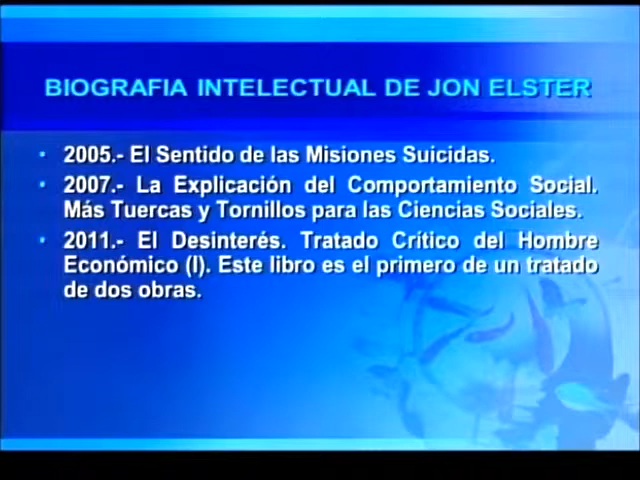 BIOGRAFIA INTELECTUAL DE JON ELSTER
• 2005.- El Sentido de las Misiones Suicidas.
• 2007.- La Explicación del Comportamiento Social.
Más Tuercas y Tornillos para las Ciencias Sociales.
• 2011.- El Desinterés. Tratado Crítico del Hombre
Económico (I). Este libro es el primero de un tratado
de dos obras.